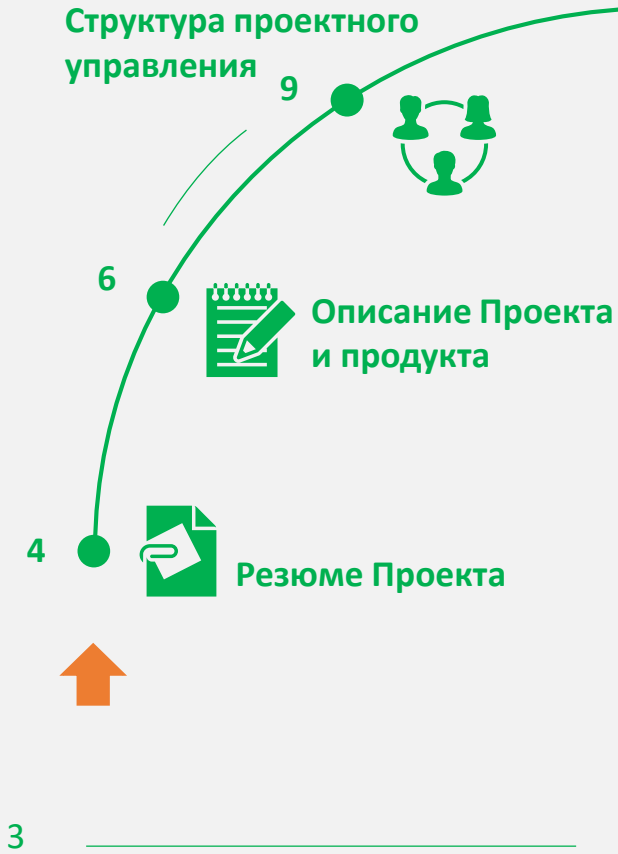 Структура проектного
управления
9
6
Описание Проекта
и продукта
4
Резюме Проекта
3